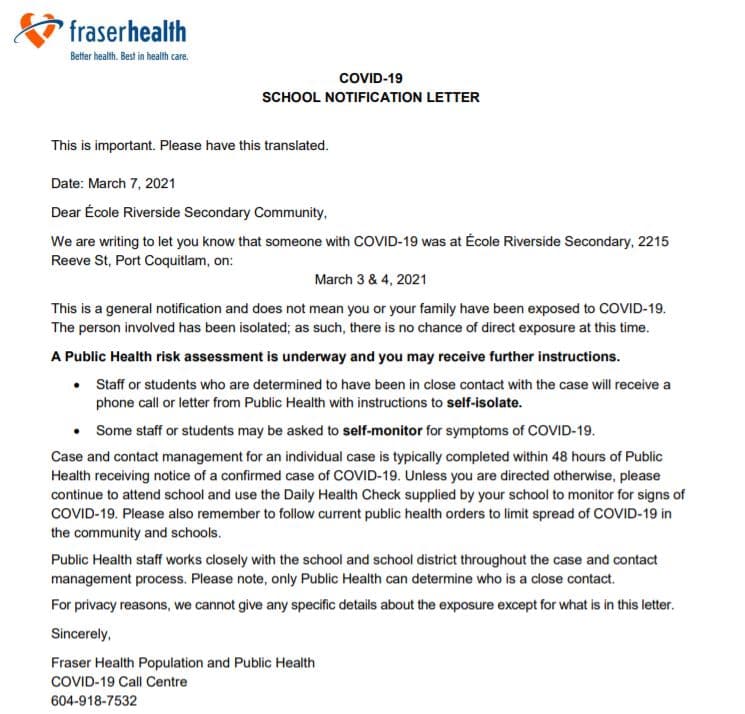 fraserhealth
Better health. Best in health care.
COVID-19
SCHOOL NOTIFICATION LETTER
This is important. Please have this translated.
Date: March 7, 2021
Dear École Riverside Secondary Community,
We are writing to let you know that someone with COVID-19 was at École Riverside Secondary, 2215
Reeve St, Port Coquitlam, on:
March 3 & 4, 2021
This is a general notification and does not mean you or your family have been exposed to COVID-19.
The person involved has been isolated; as such, there is no chance of direct exposure at this time.
A Public Health risk assessment is underway and you may receive further instructions.
• Staff or students who are determined to have been in close contact with the case will receive a
phone call or letter from Public Health with instructions to self-isolate.
• Some staff or students may be asked to self-monitor for symptoms of COVID-19.
Case and contact management for an individual case is typically completed within 48 hours of Public
Health receiving notice of a confirmed case of COVID-19. Unless you are directed otherwise, please
continue to attend school and use the Daily Health Check supplied by your school to monitor for signs of
COVID-19. Please also remember to follow current public health orders to limit spread of COVID-19 in
the community and schools.
Public Health staff works closely with the school and school district throughout the case and contact
management process. Please note, only Public Health can determine who is a close contact.
For privacy reasons, we cannot give any specific details about the exposure except for what is in this letter.
Sincerely,
Fraser Health Population and Public Health
COVID-19 Call Centre
604-918-7532